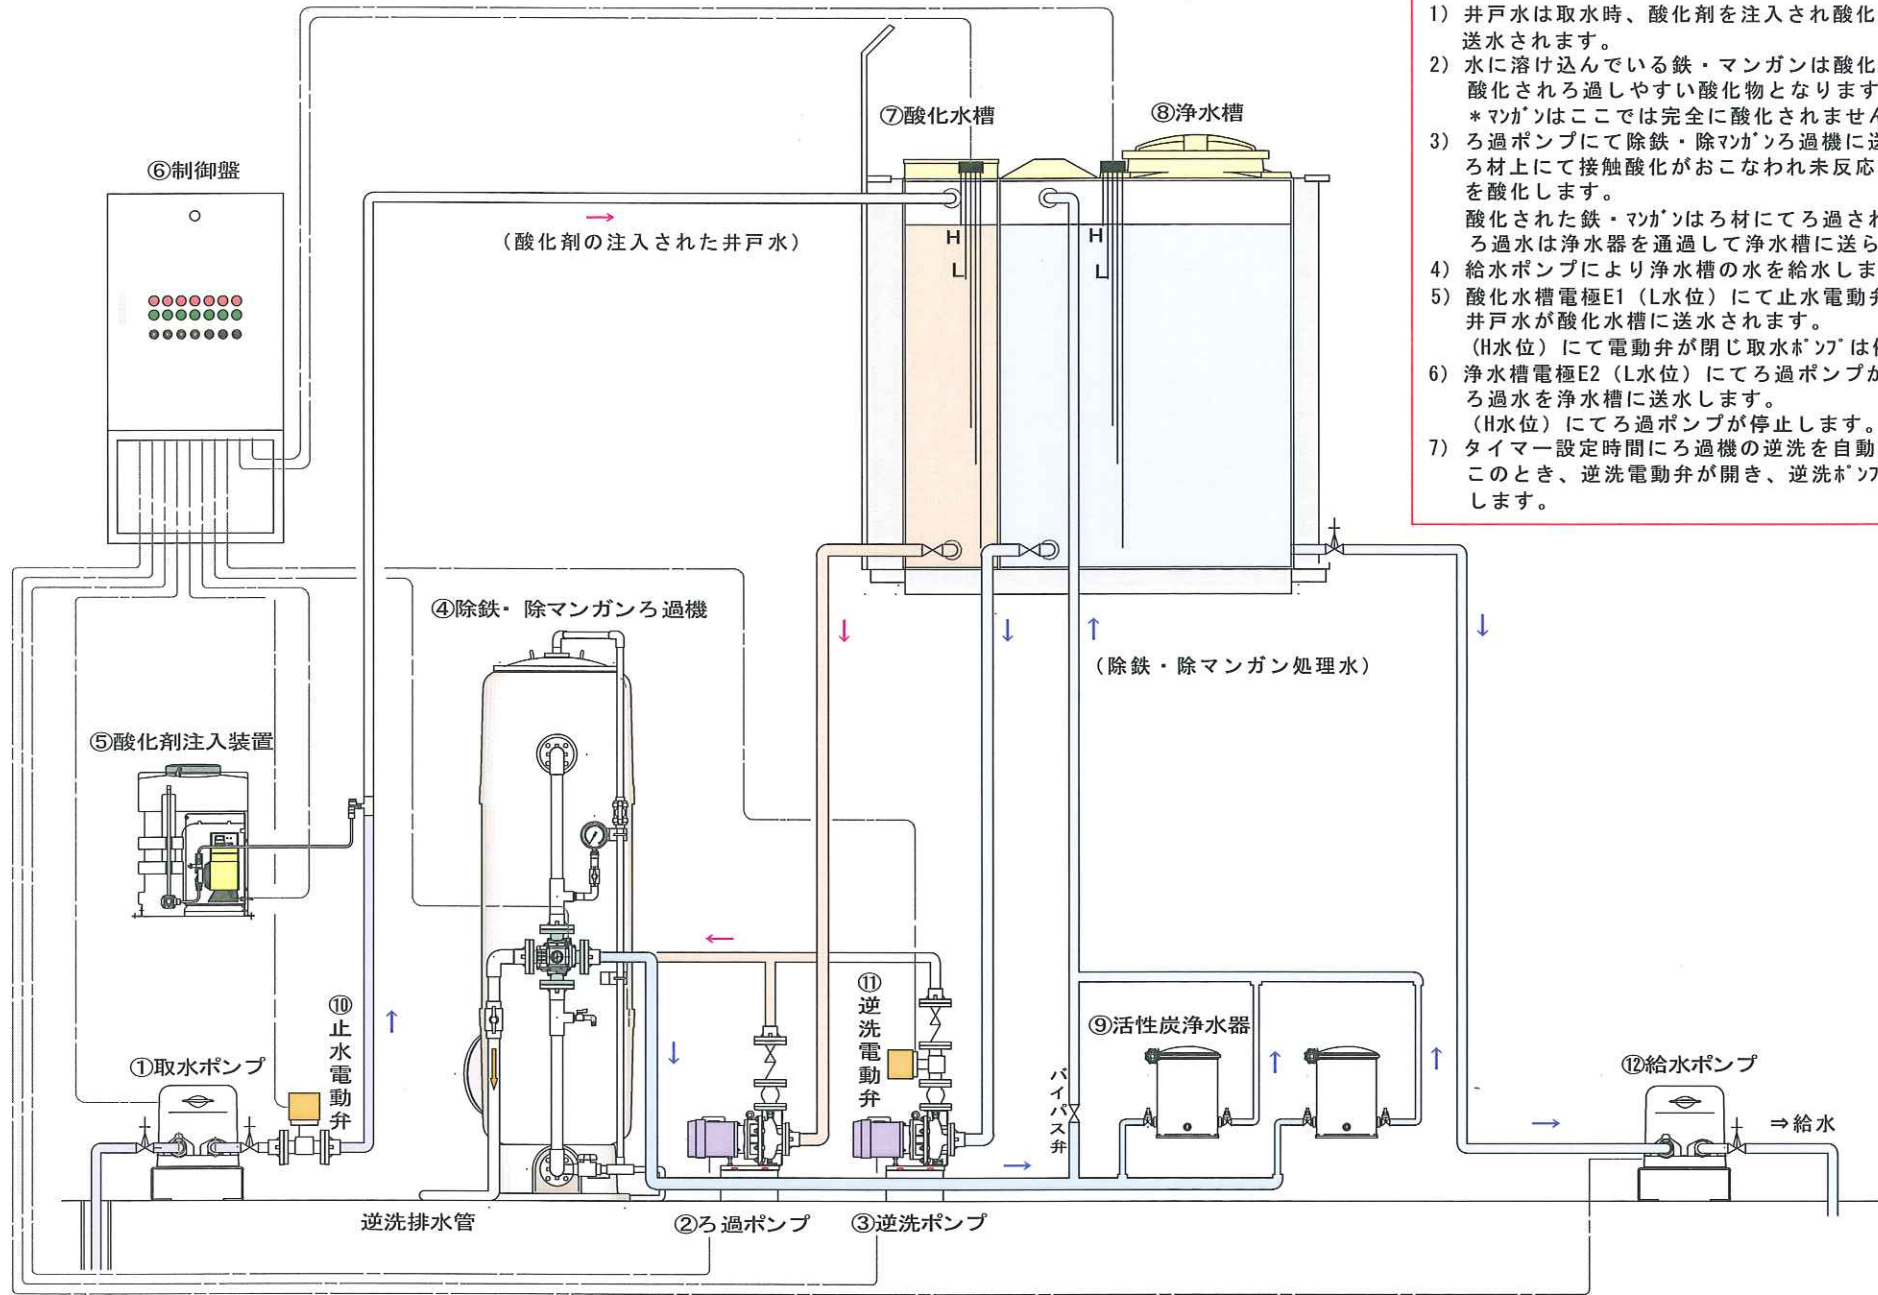 1) 井戸水は取水時、酸化剤を注入され酸化
送水されます。
2) 水に溶け込んでいる鉄・マンガンは酸化
酸化されろ過しやすい酸化物となります
*ﾏﾝｶﾞﾝはここでは完全に酸化されません
3) ろ過ポンプにて除鉄・除ﾏﾝｶﾞﾝろ過機に送
ろ材上にて接触酸化がおこなわれ未反応
を酸化します。
酸化された鉄・ﾏﾝｶﾞﾝはろ材にてろ過され
ろ過水は浄水器を通過して浄水槽に送ら
4) 給水ポンプにより浄水槽の水を給水しま
5) 酸化水槽電極E1（L水位）にて止水電動弁
井戸水が酸化水槽に送水されます。
(H水位）にて電動弁が閉じ取水ﾎﾟﾝﾌﾟは
6) 浄水槽電極E2（L水位）にてろ過ポンプが
ろ過水を浄水槽に送水します。
（H水位）にてろ過ポンプが停止します。
7) タイマー設定時間にろ過機の逆洗を自動
このとき、逆洗電動弁が開き、逆洗ﾎﾟﾝﾌﾟ
します。
⑦酸化水槽
⑧浄水槽
⑥制御盤
（酸化剤の注入された井戸水）
H
L
H
L
④除鉄・除マンガンろ過機
（除鉄・除マンガン処理水）
⑤酸化剤注入装置
⑩止水電動弁
⑪逆洗電動弁
⑨活性炭浄水器
バイパス弁
①取水ポンプ
⑫給水ポンプ
⇒給水
逆洗排水管
②ろ過ポンプ
③逆洗ポンプ